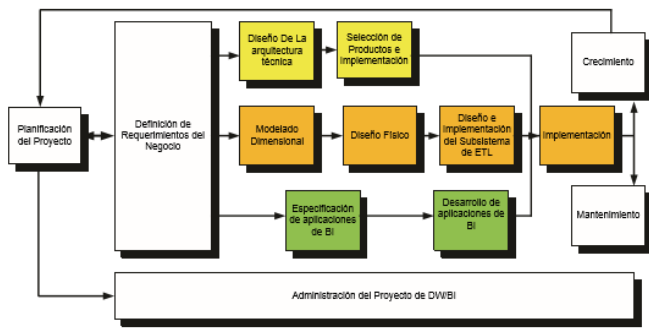 Diseño De La
arquitectura
técnica
Selección de
Productos e
Implementación
Crecimiento
Planificación
del Proyecto
Definición de
Requerimientos del
Negocio
Modelado
Dimensional
Diseño Físico
Diseño e
Implementación
del Subsistema
de ETL
Implementación
Especificación
de aplicaciones
de BI
Desarrollo de
aplicaciones de
BI
Mantenimiento
Administración del Proyecto de DW/BI